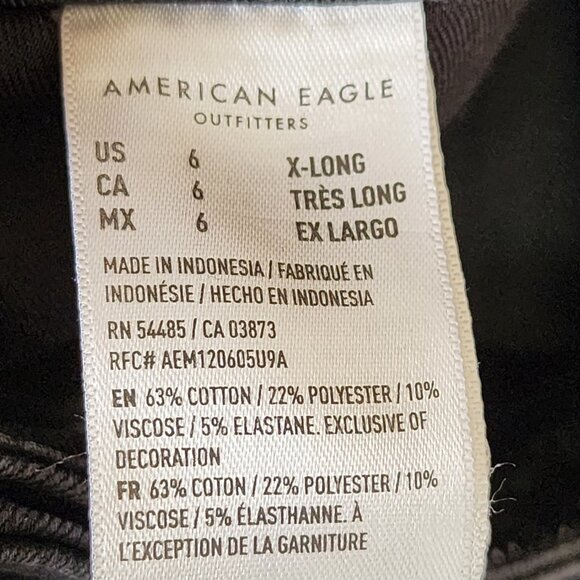 AMERICAN EAGLE
OUTFITTERS
US 6 X-LONG
CA 6 TRÈS LONG
MX 6 EX LARGO
MADE IN INDONESIA / FABRIQUÉ EN
INDONÉSIE / HECHO EN INDONESIA
RN 54485 / CA 03873
RFC# AEM120605U9A
EN 63% COTTON / 22% POLYESTER / 10%
VISCOSE / 5% ELASTANE. EXCLUSIVE OF
DECORATION
FR 63% COTON / 22% POLYESTER / 10%
VISCOSE / 5% ÉLASTHANNE. À
L'EXCEPTION DE LA GARNITURE